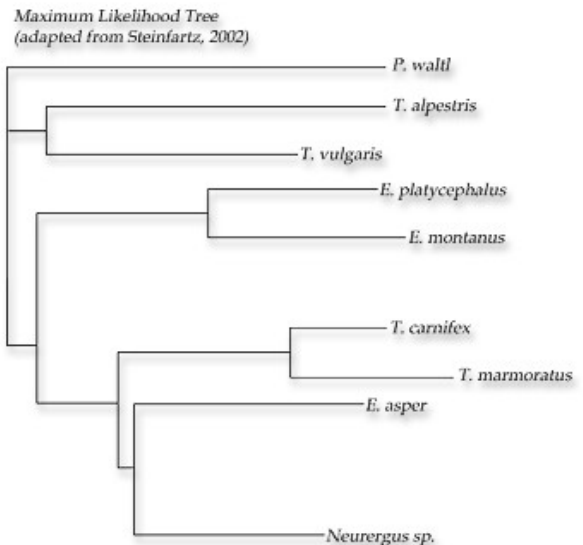 Maximum Likelihood Tree
(adapted from Steinfartz, 2002)
P. waltl
T. alpestris
T. vulgaris
E. platycephalus
E. montanus
T. carnifex
T. marmoratus
E. asper
Neurergus sp.